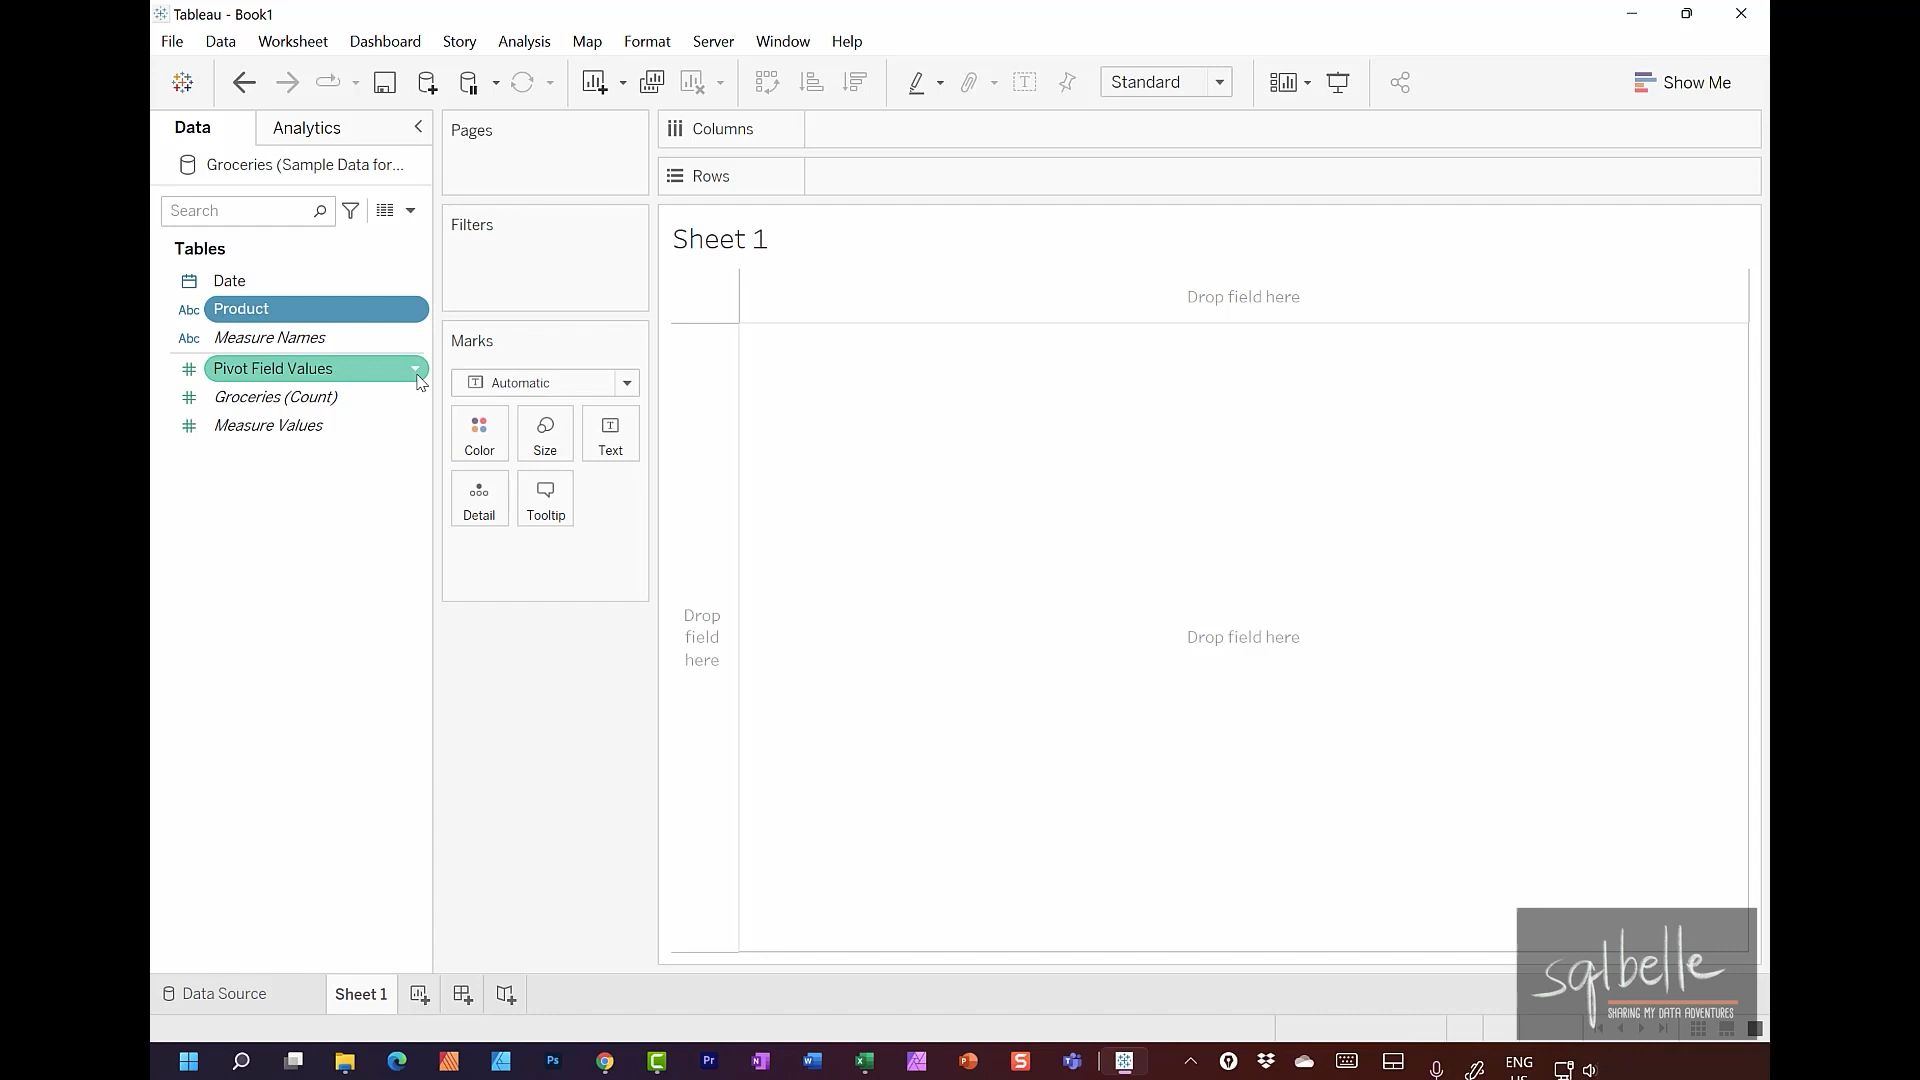 Tableau - Book1
File Data Worksheet Dashboard Story Analysis Map Format Server Window Help
Standard
Show Me
Data
Analytics
Groceries (Sample Data for...
Search
Tables
Date
Abc Product
Abc Measure Names
Pivot Field Values
Groceries (Count)
Measure Values
Pages
Filters
Marks
Automatic
Color
Size
Text
Detail
Tooltip
Columns
Rows
Sheet 1
Drop field here
Drop
field
here
Drop field here
Data Source
Sheet 1
sqlbelle
SHARING MY DATA ADVENTURES
ENG